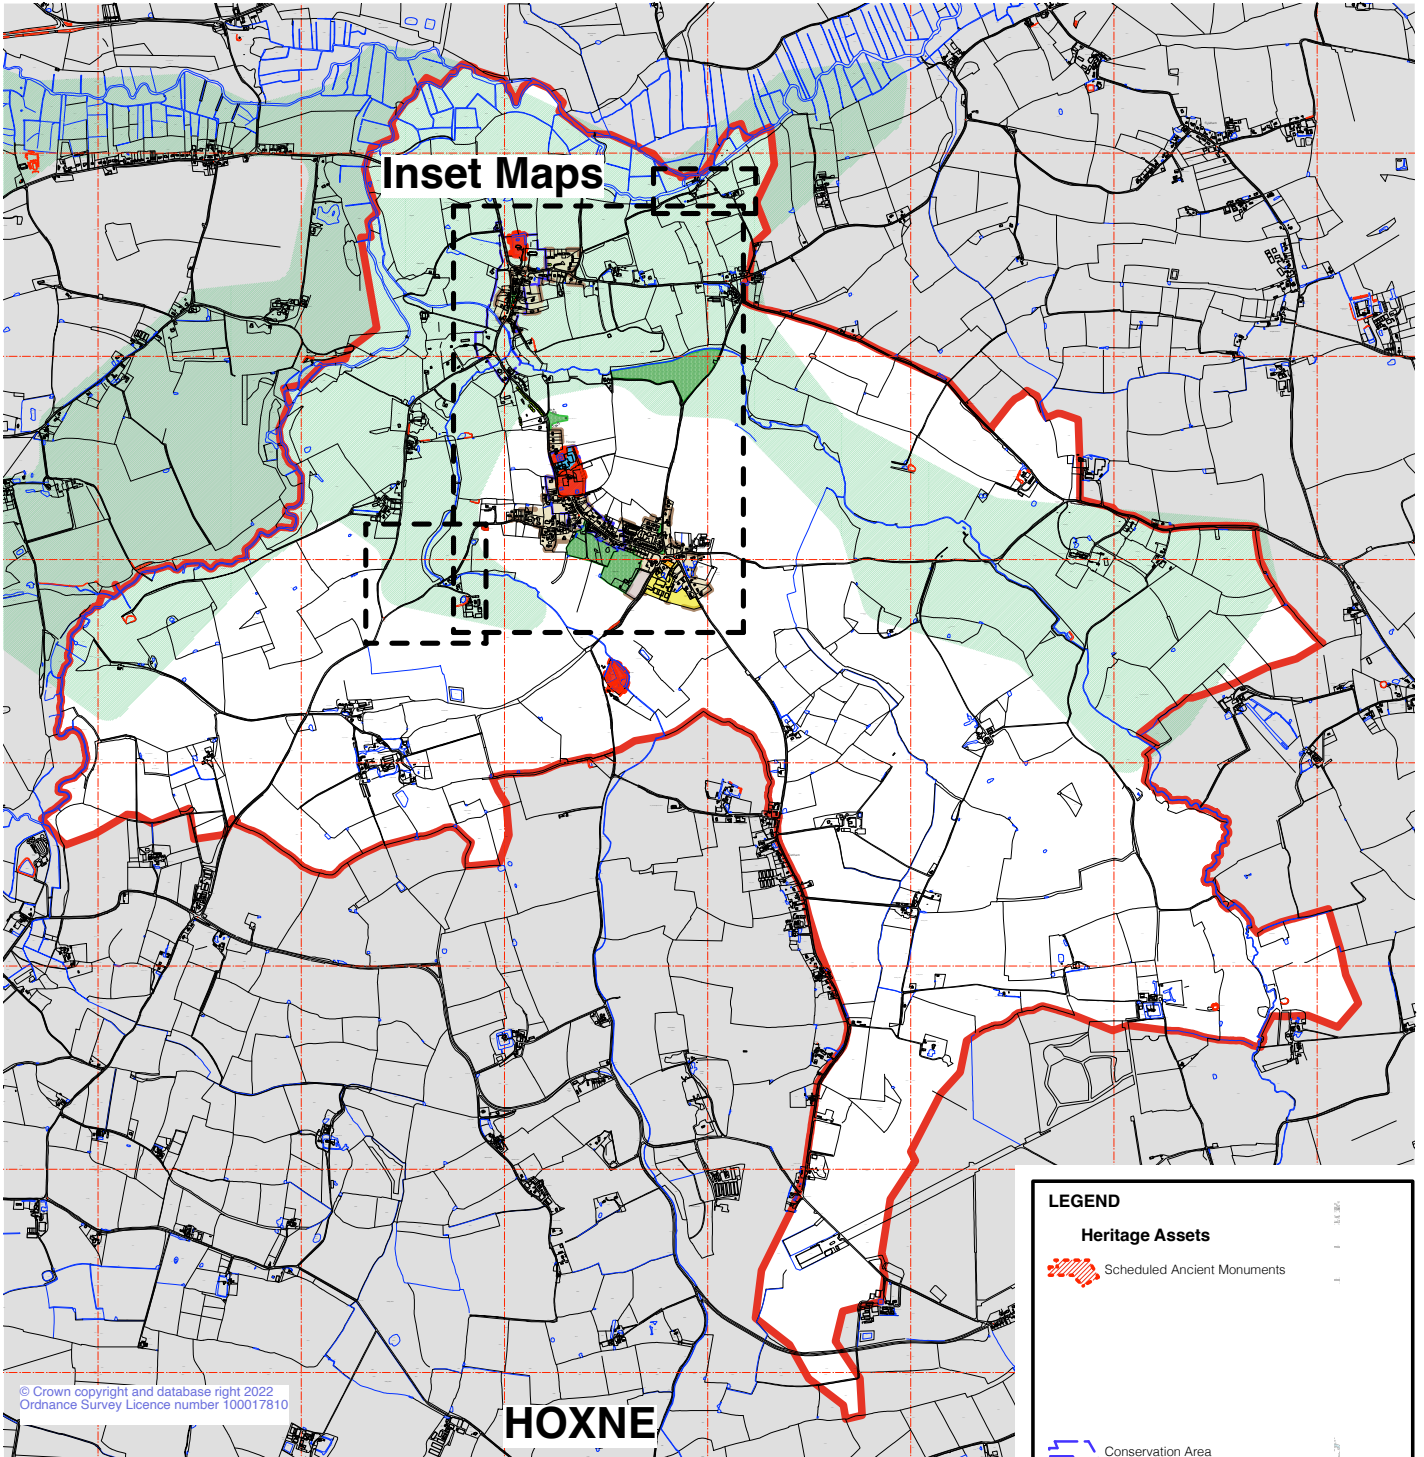 Inset Maps
LEGEND
Heritage Assets
Scheduled Ancient Monuments
Conservation Area
© Crown copyright and database right 2022
Ordnance Survey Licence number 100017810
HOXNE